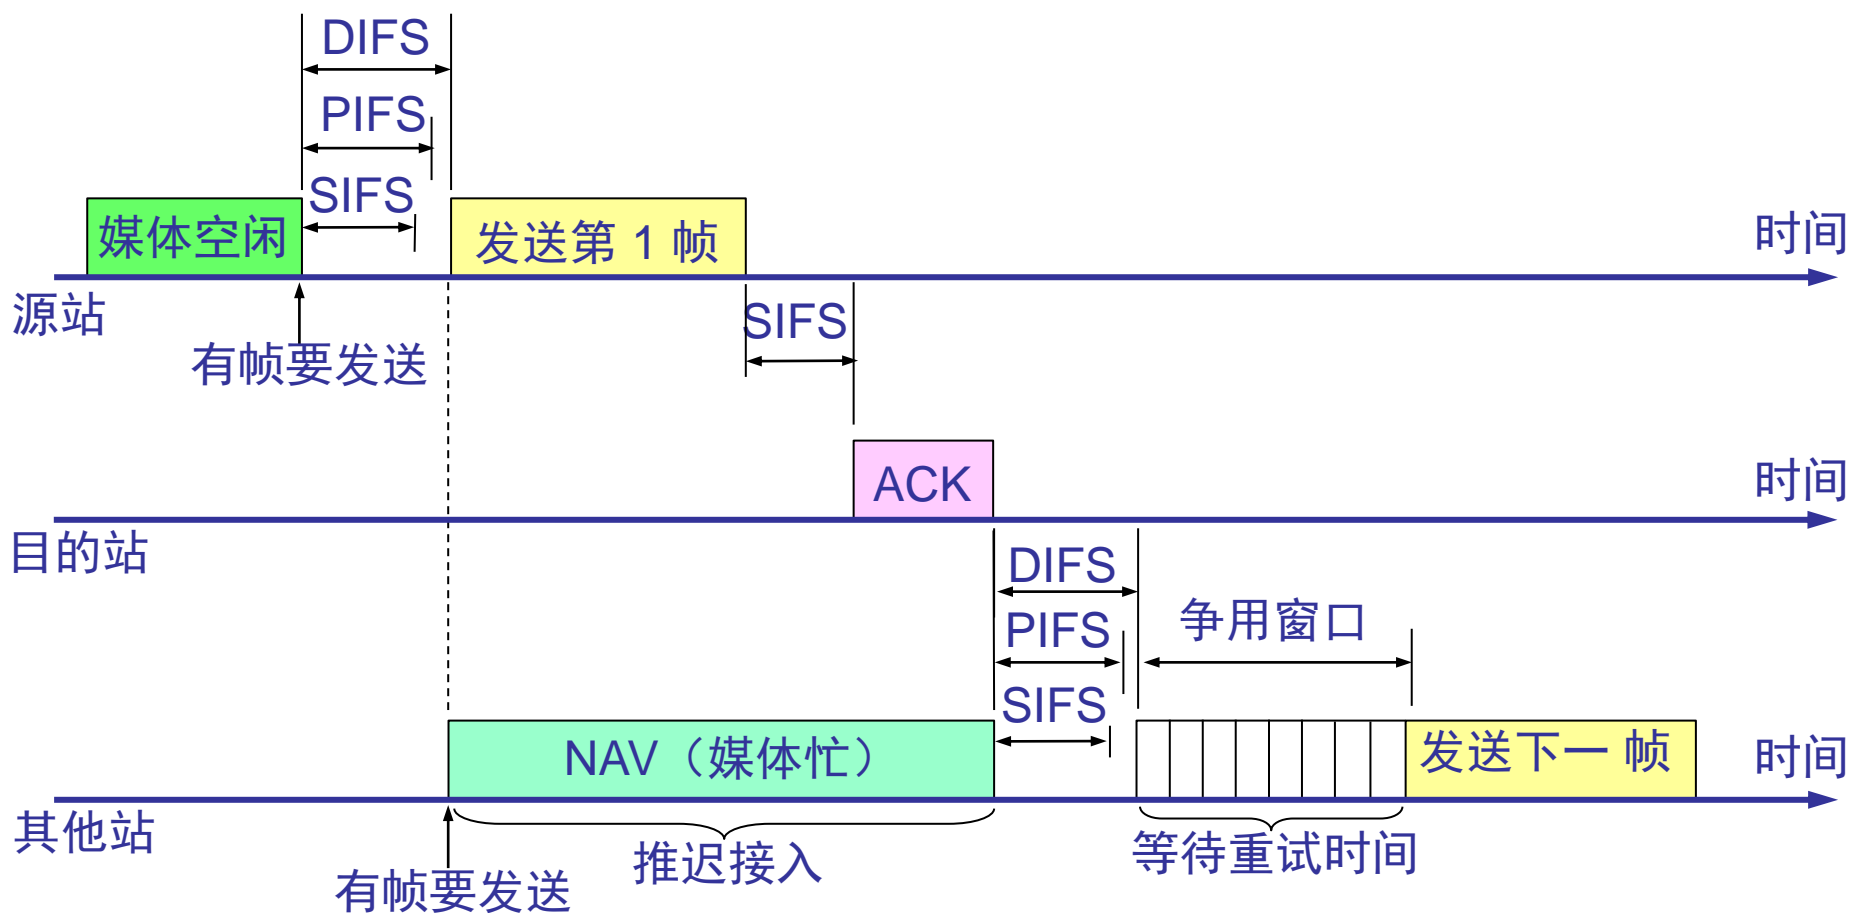 DIFS
PIFS
SIFS
媒体空闲
发送第 1 帧
时间
源站
有帧要发送
SIFS
ACK
时间
目的站
DIFS
PIFS
SIFS
争用窗口
NAV（媒体忙）
发送下一 帧
时间
其他站
推迟接入
等待重试时间
有帧要发送